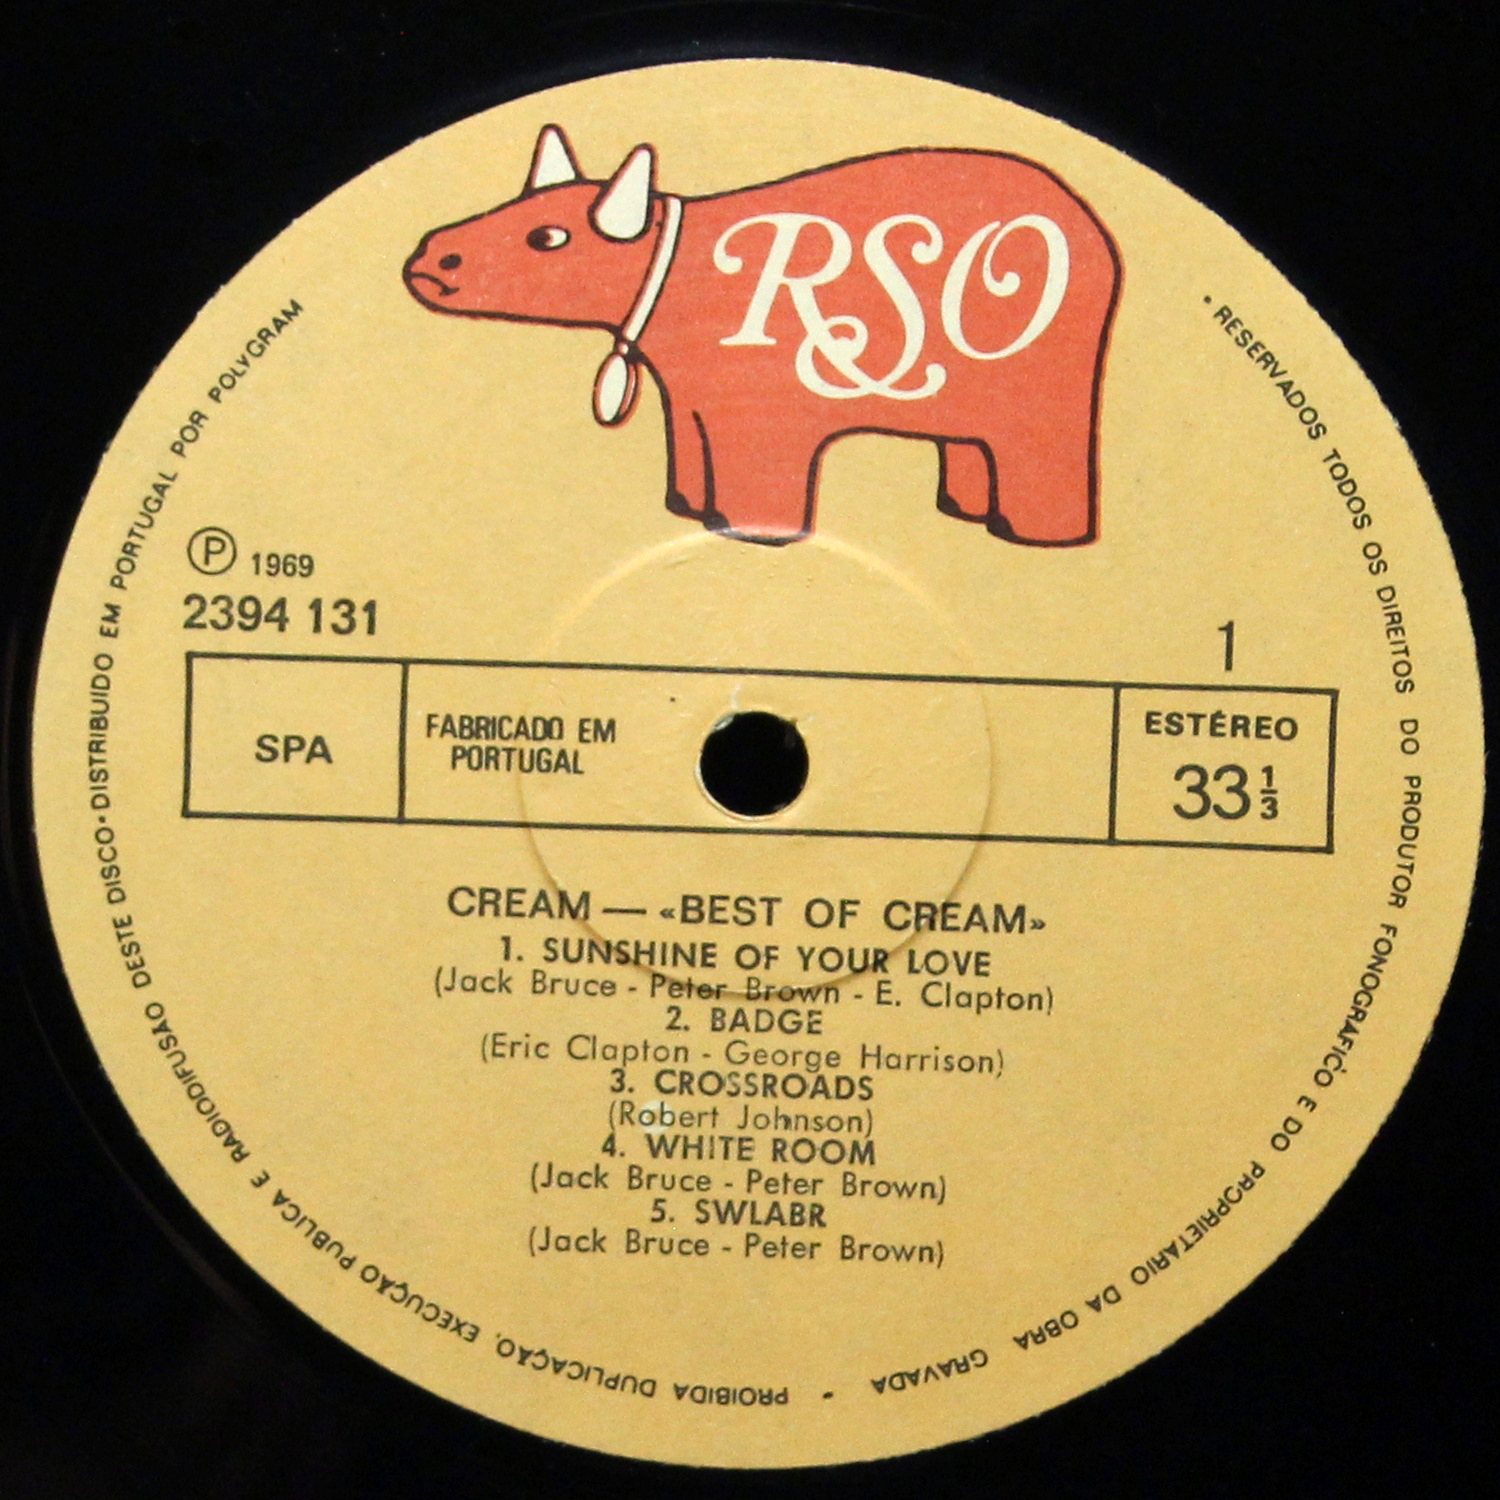 RSO
• RESERVADOS TODOS OS DIREITOS DO PRODUTOR FONOGRAFICO E DO PROPRIETARIO DA OBRA GRAVADA • PROIBIDA DUPLICAÇÃO, EXECUÇÃO PUBLICA E RADIODIFUSÃO DESTE DISCO • DISTRIBUIDO EM PORTUGAL POR POLYGRAM
Ⓟ 1969
2394 131
1
SPA
FABRICADO EM
PORTUGAL
ESTÉREO
33 1/3
CREAM — «BEST OF CREAM»
1. SUNSHINE OF YOUR LOVE
(Jack Bruce - Peter Brown - E. Clapton)
2. BADGE
(Eric Clapton - George Harrison)
3. CROSSROADS
(Robert Johnson)
4. WHITE ROOM
(Jack Bruce - Peter Brown)
5. SWLABR
(Jack Bruce - Peter Brown)